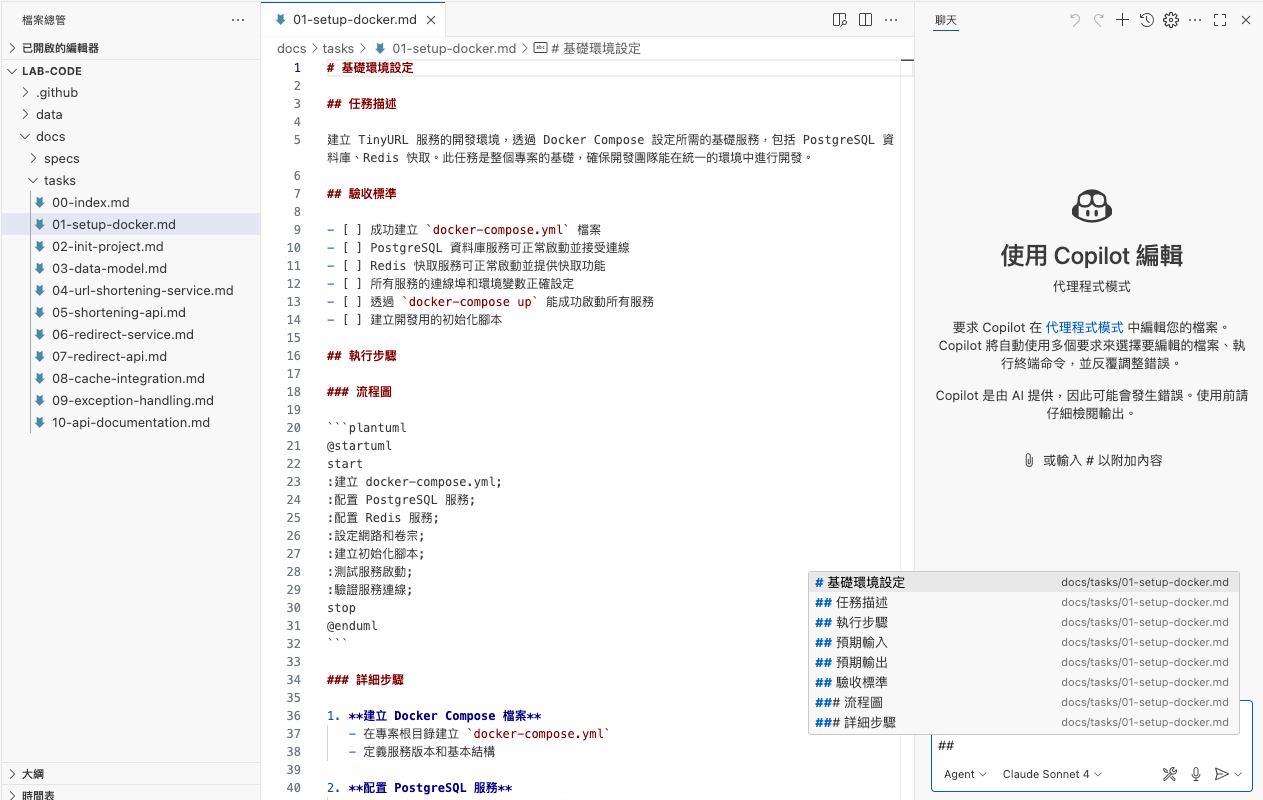 檔案總管
已開啟的編輯器
LAB-CODE
.github
data
docs
specs
tasks
00-index.md
01-setup-docker.md
02-init-project.md
03-data-model.md
04-url-shortening-service.md
05-shortening-api.md
06-redirect-service.md
07-redirect-api.md
08-cache-integration.md
09-exception-handling.md
10-api-documentation.md
大綱
時間表
01-setup-docker.md
docs > tasks > 01-setup-docker.md > # 基礎環境設定
1 # 基礎環境設定
2
3 ## 任務描述
4
5 建立 TinyURL 服務的開發環境，透過 Docker Compose 設定所需的基礎服務，包括 PostgreSQL 資
料庫、Redis 快取。此任務是整個專案的基礎，確保開發團隊能在統一的環境中進行開發。
6
7 ## 驗收標準
8
9 - [ ] 成功建立 `docker-compose.yml` 檔案
10 - [ ] PostgreSQL 資料庫服務可正常啟動並接受連線
11 - [ ] Redis 快取服務可正常啟動並提供快取功能
12 - [ ] 所有服務的連線埠和環境變數正確設定
13 - [ ] 透過 `docker-compose up` 能成功啟動所有服務
14 - [ ] 建立開發用的初始化腳本
15
16 ## 執行步驟
17
18 ### 流程圖
19
20 ```plantuml
21 @startuml
22 start
23 :建立 docker-compose.yml;
24 :配置 PostgreSQL 服務;
25 :配置 Redis 服務;
26 :設定網路和卷宗;
27 :建立初始化腳本;
28 :測試服務啟動;
29 :驗證服務連線;
30 stop
31 @enduml
32 ```
33
34 ### 詳細步驟
35
36 1. **建立 Docker Compose 檔案**
37 - 在專案根目錄建立 `docker-compose.yml`
38 - 定義服務版本和基本結構
39
40 2. **配置 PostgreSQL 服務**
聊天
使用 Copilot 編輯
代理程式模式
要求 Copilot 在 代理程式模式 中編輯您的檔案。
Copilot 將自動使用多個要求來選擇要編輯的檔案、執
行終端命令，並反覆調整錯誤。
Copilot 是由 AI 提供，因此可能會發生錯誤。使用前請
仔細檢閱輸出。
或輸入 # 以附加內容
# 基礎環境設定 docs/tasks/01-setup-docker.md
## 任務描述 docs/tasks/01-setup-docker.md
## 執行步驟 docs/tasks/01-setup-docker.md
## 預期輸入 docs/tasks/01-setup-docker.md
## 預期輸出 docs/tasks/01-setup-docker.md
## 驗收標準 docs/tasks/01-setup-docker.md
### 流程圖 docs/tasks/01-setup-docker.md
### 詳細步驟 docs/tasks/01-setup-docker.md
##
Agent Claude Sonnet 4